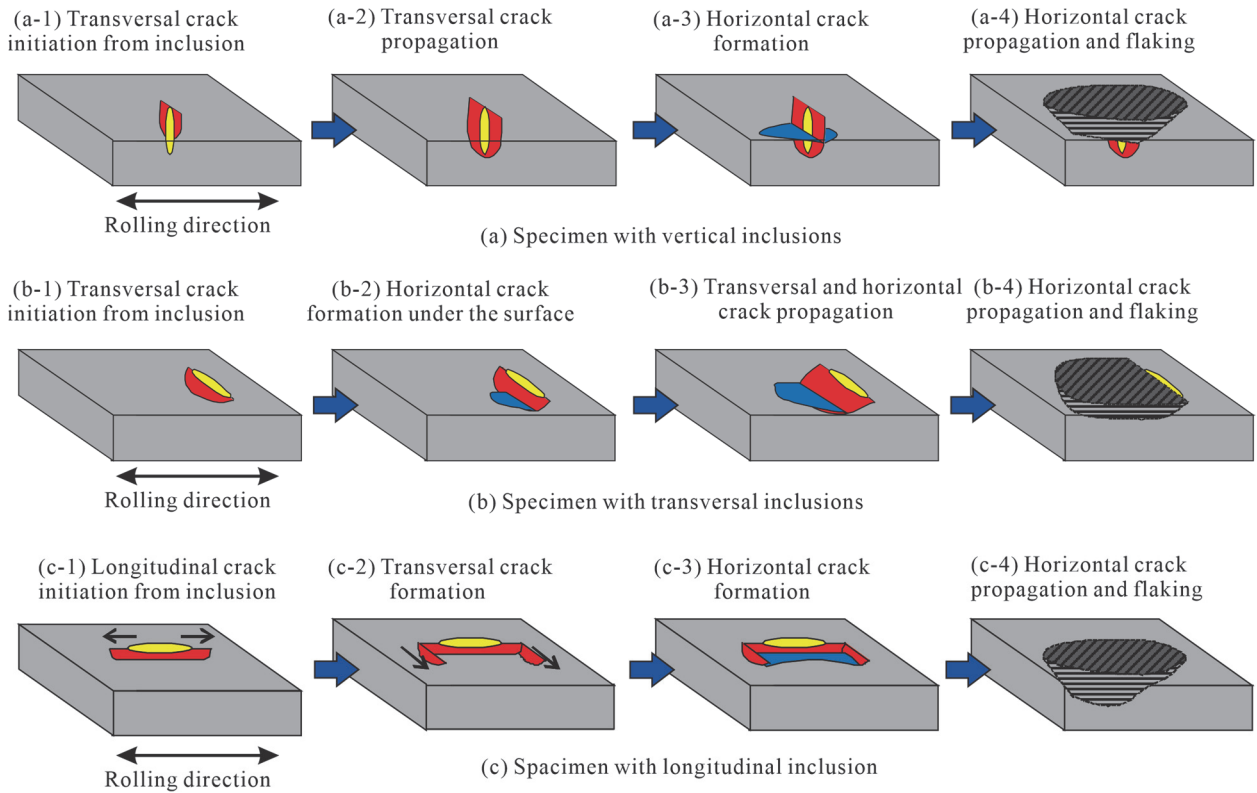 (a-1) Transversal crack
initiation from inclusion
(a-2) Transversal crack
propagation
(a-3) Horizontal crack
formation
(a-4) Horizontal crack
propagation and flaking
Rolling direction
(a) Specimen with vertical inclusions
(b-1) Transversal crack
initiation from inclusion
(b-2) Horizontal crack
formation under the surface
(b-3) Transversal and horizontal
crack propagation
(b-4) Horizontal crack
propagation and flaking
Rolling direction
(b) Specimen with transversal inclusions
(c-1) Longitudinal crack
initiation from inclusion
(c-2) Transversal crack
formation
(c-3) Horizontal crack
formation
(c-4) Horizontal crack
propagation and flaking
Rolling direction
(c) Spacimen with longitudinal inclusion